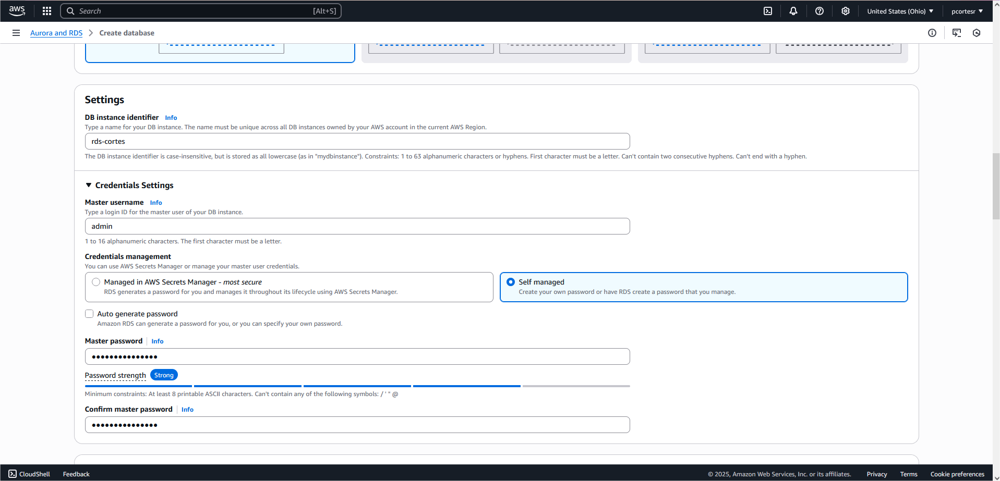 aws
Search [Alt+S]
United States (Ohio)
pcortesr
Aurora and RDS
Create database
Settings
DB instance identifier Info
Type a name for your DB instance. The name must be unique across all DB instances owned by your AWS account in the current AWS Region.
rds-cortes
The DB instance identifier is case-insensitive, but is stored as all lowercase (as in "mydbinstance"). Constraints: 1 to 63 alphanumeric characters or hyphens. First character must be a letter. Can't contain two consecutive hyphens. Can't end with a hyphen.
Credentials Settings
Master username Info
Type a login ID for the master user of your DB instance.
admin
1 to 16 alphanumeric characters. The first character must be a letter.
Credentials management
You can use AWS Secrets Manager or manage your master user credentials.
Managed in AWS Secrets Manager - most secure
RDS generates a password for you and manages it throughout its lifecycle using AWS Secrets Manager.
Self managed
Create your own password or have RDS create a password that you manage.
Auto generate password
Amazon RDS can generate a password for you, or you can specify your own password.
Master password Info
•••••••••••••••
Password strength Strong
Minimum constraints: At least 8 printable ASCII characters. Can't contain any of the following symbols: / ' " @
Confirm master password Info
•••••••••••••••
CloudShell Feedback © 2025, Amazon Web Services, Inc. or its affiliates. Privacy Terms Cookie preferences